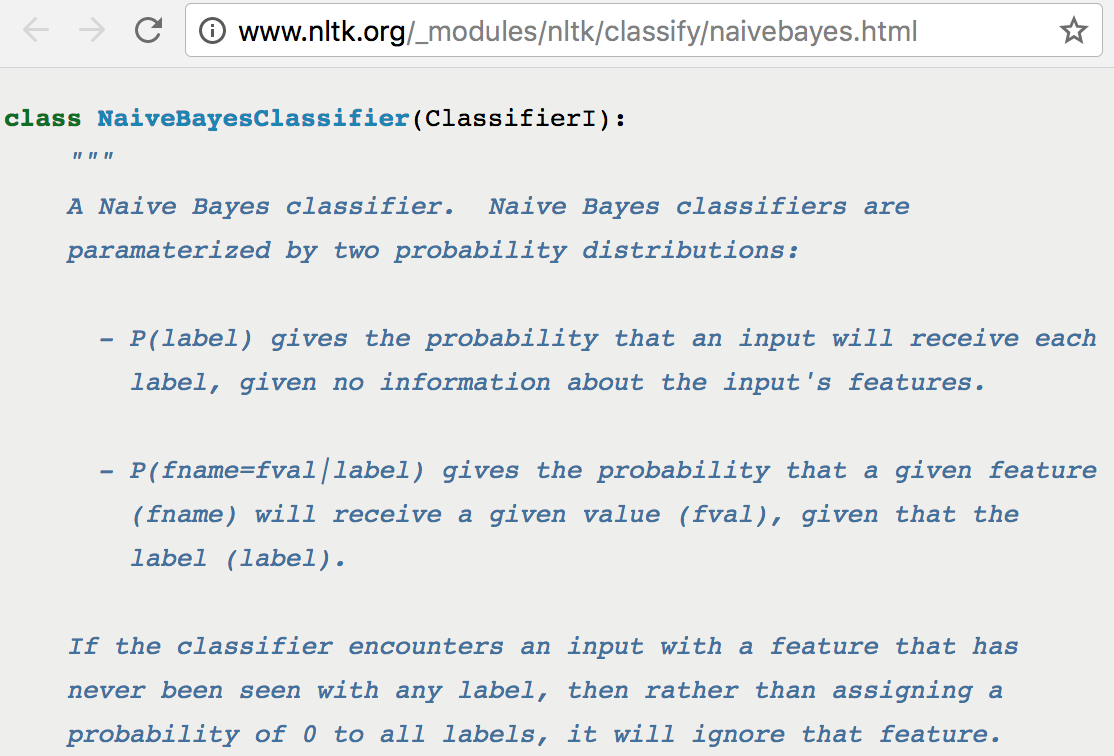 www.nltk.org/_modules/nltk/classify/naivebayes.html
class NaiveBayesClassifier(ClassifierI):
"""
A Naive Bayes classifier.  Naive Bayes classifiers are
paramaterized by two probability distributions:
- P(label) gives the probability that an input will receive each
label, given no information about the input's features.
- P(fname=fval|label) gives the probability that a given feature
(fname) will receive a given value (fval), given that the
label (label).
If the classifier encounters an input with a feature that has
never been seen with any label, then rather than assigning a
probability of 0 to all labels, it will ignore that feature.